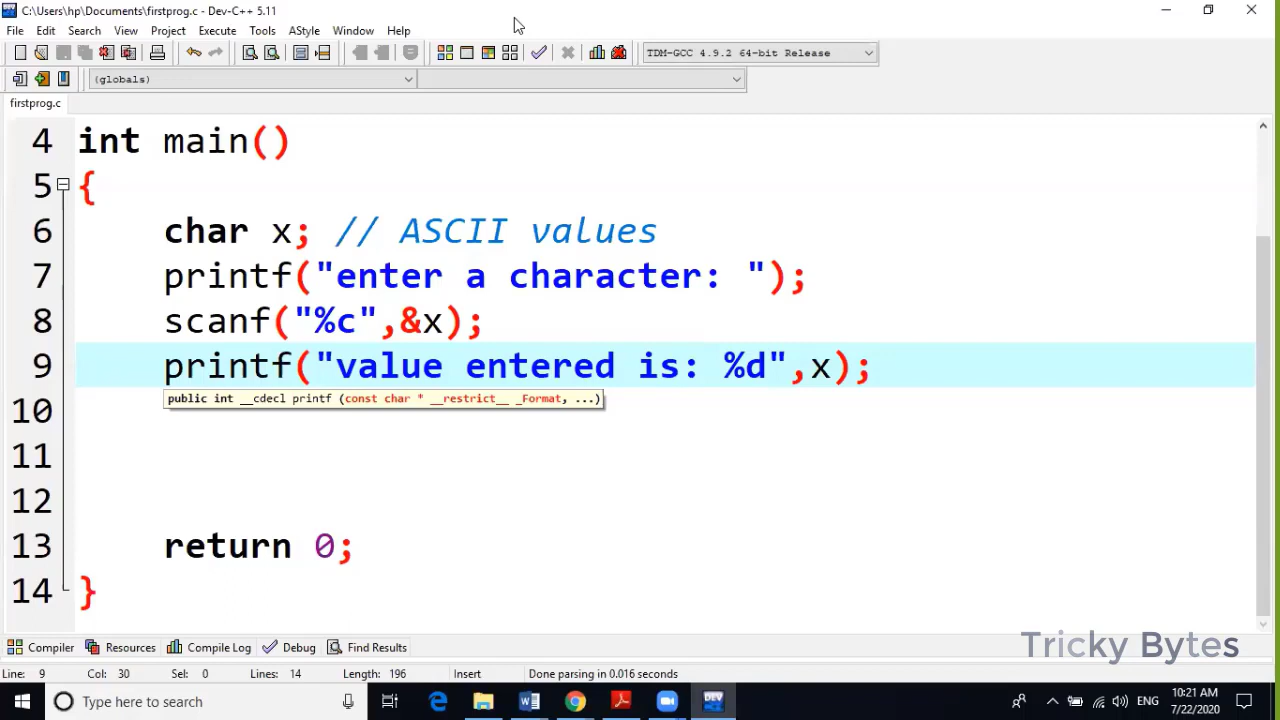 C:\Users\hp\Documents\firstprog.c - Dev-C++ 5.11
File Edit Search View Project Execute Tools AStyle Window Help
TDM-GCC 4.9.2 64-bit Release
(globals)
firstprog.c
4 int main()
5 {
6 char x; // ASCII values
7 printf("enter a character: ");
8 scanf("%c",&x);
9 printf("value entered is: %d",x);
public int __cdecl printf (const char * __restrict__ _Format, ...)
10
11
12
13 return 0;
14 }
Compiler Resources Compile Log Debug Find Results
Tricky Bytes
Line: 9 Col: 30 Sel: 0 Lines: 14 Length: 196 Insert Done parsing in 0.016 seconds
Type here to search
W
DEV
ENG
10:21 AM
7/22/2020